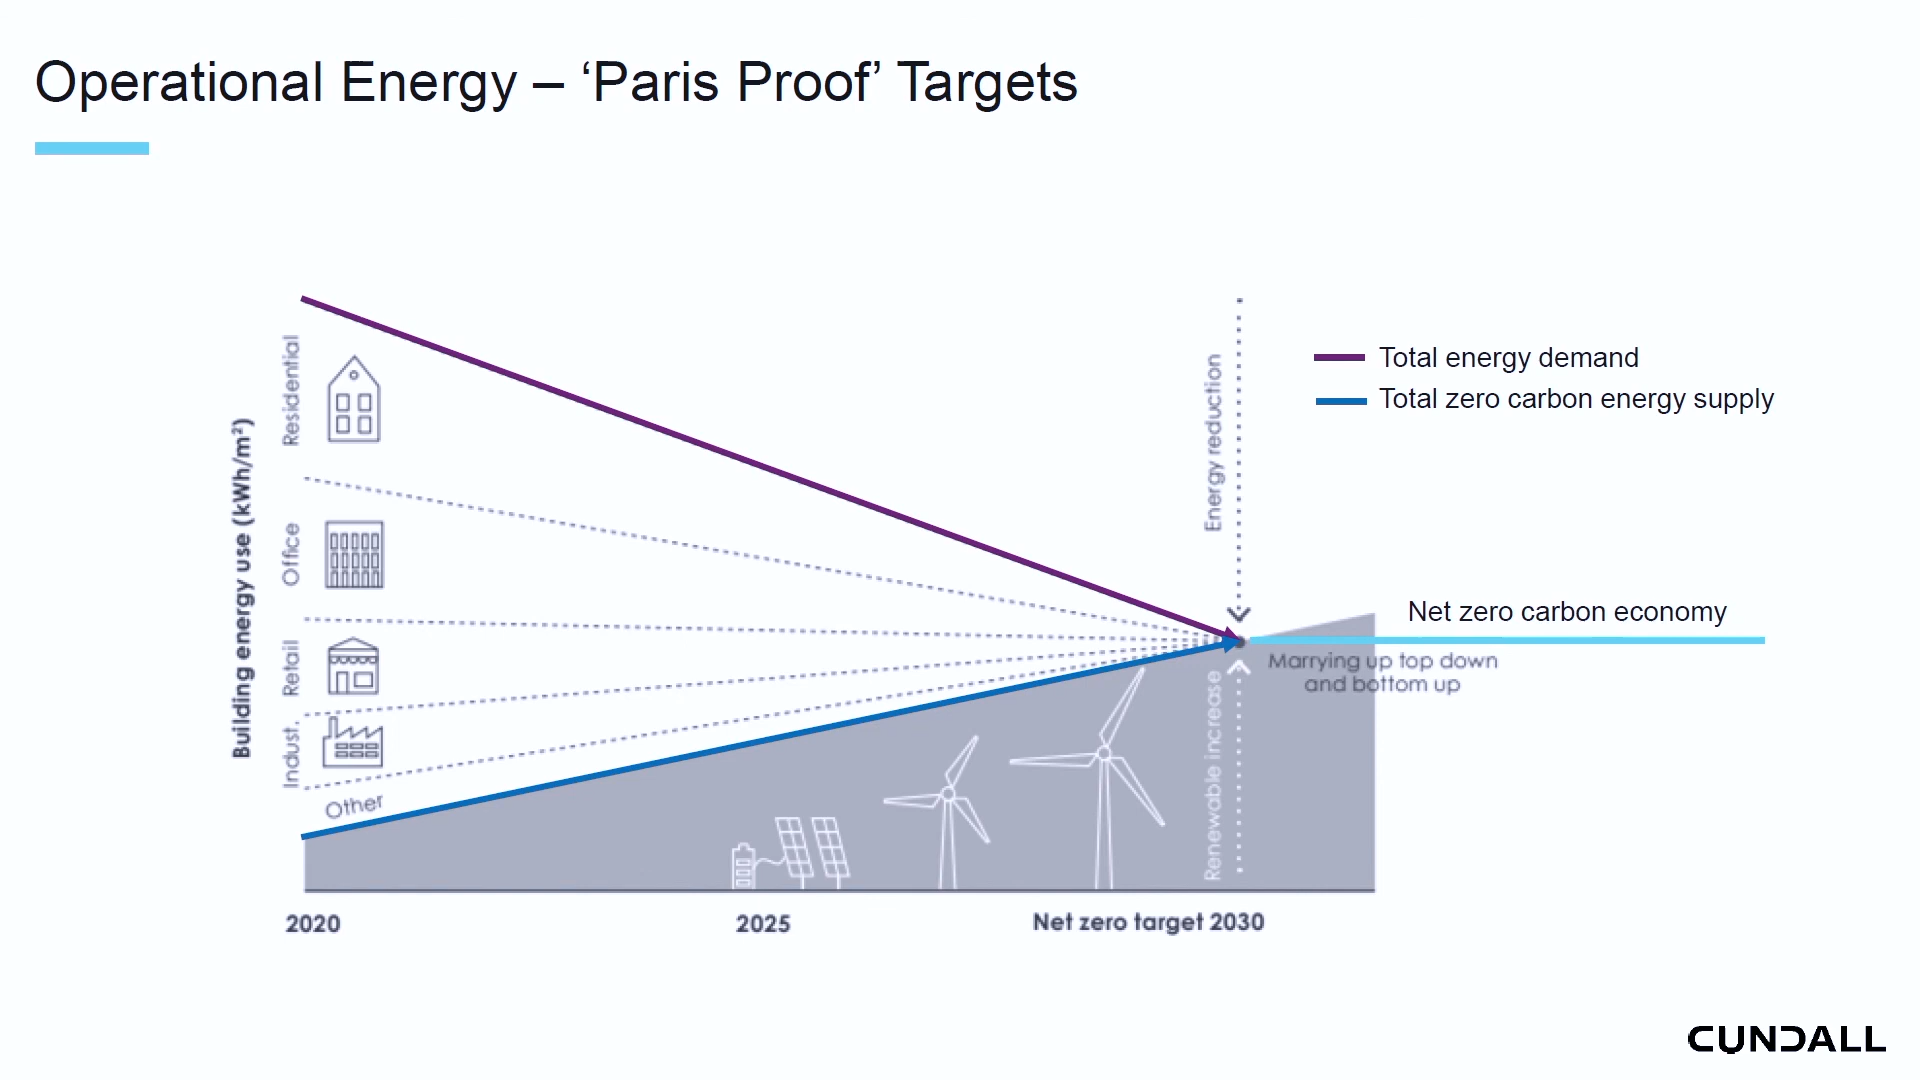 Operational Energy – ‘Paris Proof’ Targets
Building energy use (kWh/m²)
Residential
Office
Retail
Indust.
Other
Energy reduction
Renewable increase
Total energy demand
Total zero carbon energy supply
Net zero carbon economy
Marrying up top down
and bottom up
2020
2025
Net zero target 2030
CUNDALL